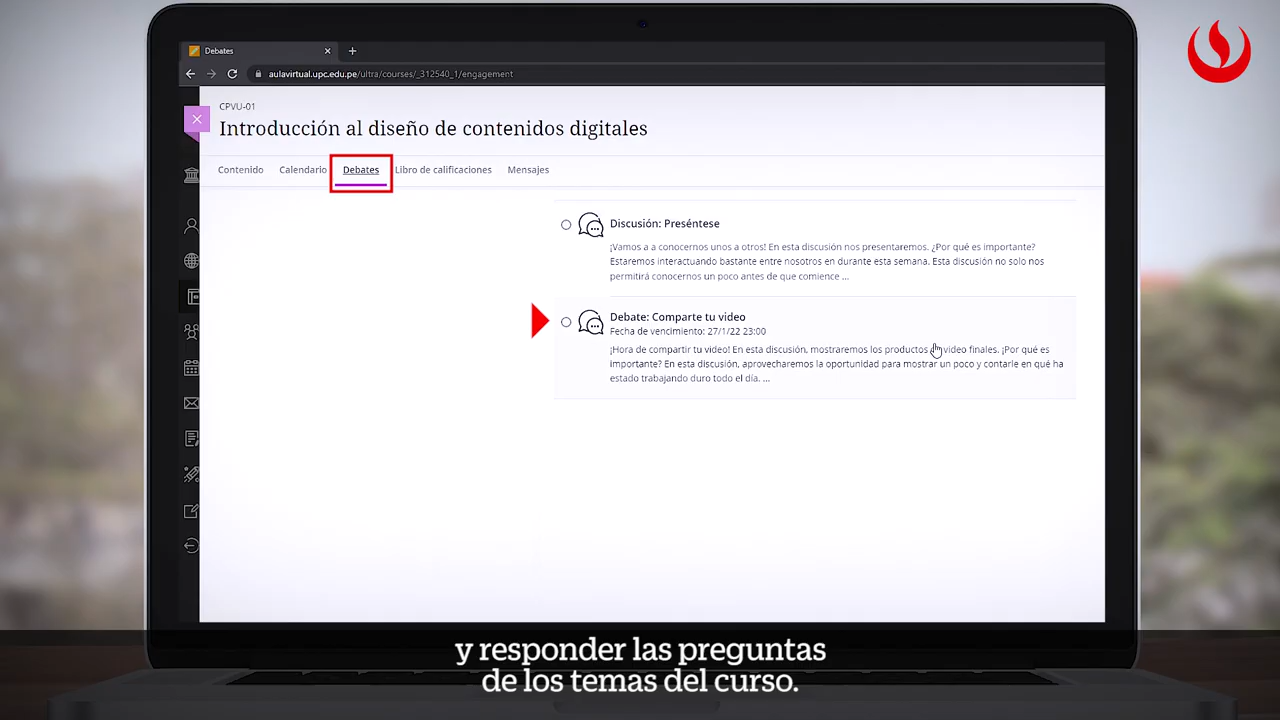 Debates
aulavirtual.upc.edu.pe/ultra/courses/_312540_1/engagement
CPVU-01
Introducción al diseño de contenidos digitales
Contenido Calendario Debates Libro de calificaciones Mensajes
Discusión: Preséntese
¡Vamos a a conocernos unos a otros! En esta discusión nos presentaremos. ¿Por qué es importante?
Estaremos interactuando bastante entre nosotros en durante esta semana. Esta discusión no solo nos
permitirá conocernos un poco antes de que comience ...
Debate: Comparte tu video
Fecha de vencimiento: 27/1/22 23:00
¡Hora de compartir tu video! En esta discusión, mostraremos los productos video finales. ¡Por qué es
importante? En esta discusión, aprovecharemos la oportunidad para mostrar un poco y contarle en qué ha
estado trabajando duro todo el día. ...
y responder las preguntas
de los temas del curso.